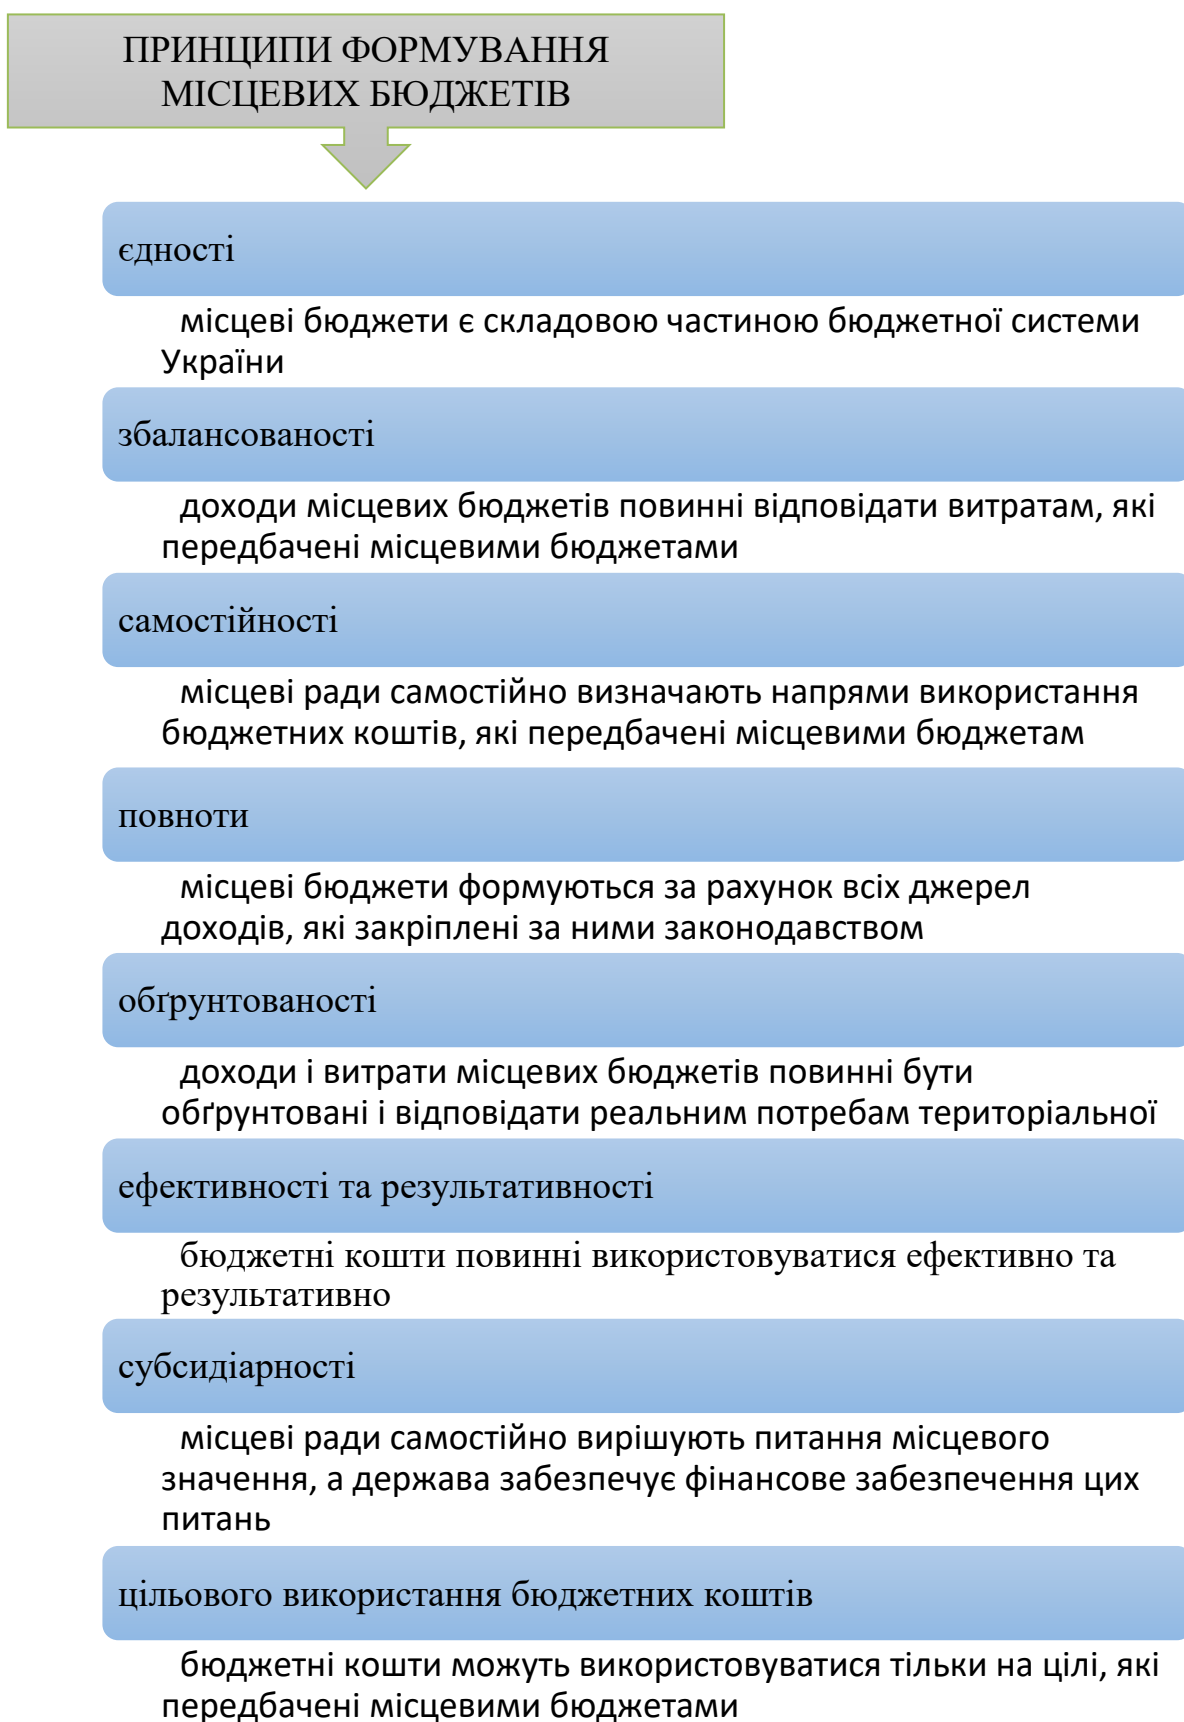 ПРИНЦИПИ ФОРМУВАННЯ
МІСЦЕВИХ БЮДЖЕТІВ
єдності
місцеві бюджети є складовою частиною бюджетної системи
України
збалансованості
доходи місцевих бюджетів повинні відповідати витратам, які
передбачені місцевими бюджетами
самостійності
місцеві ради самостійно визначають напрями використання
бюджетних коштів, які передбачені місцевими бюджетам
повноти
місцеві бюджети формуються за рахунок всіх джерел
доходів, які закріплені за ними законодавством
обґрунтованості
доходи і витрати місцевих бюджетів повинні бути
обґрунтовані і відповідати реальним потребам територіальної
ефективності та результативності
бюджетні кошти повинні використовуватися ефективно та
результативно
субсидіарності
місцеві ради самостійно вирішують питання місцевого
значення, а держава забезпечує фінансове забезпечення цих
питань
цільового використання бюджетних коштів
бюджетні кошти можуть використовуватися тільки на цілі, які
передбачені місцевими бюджетами